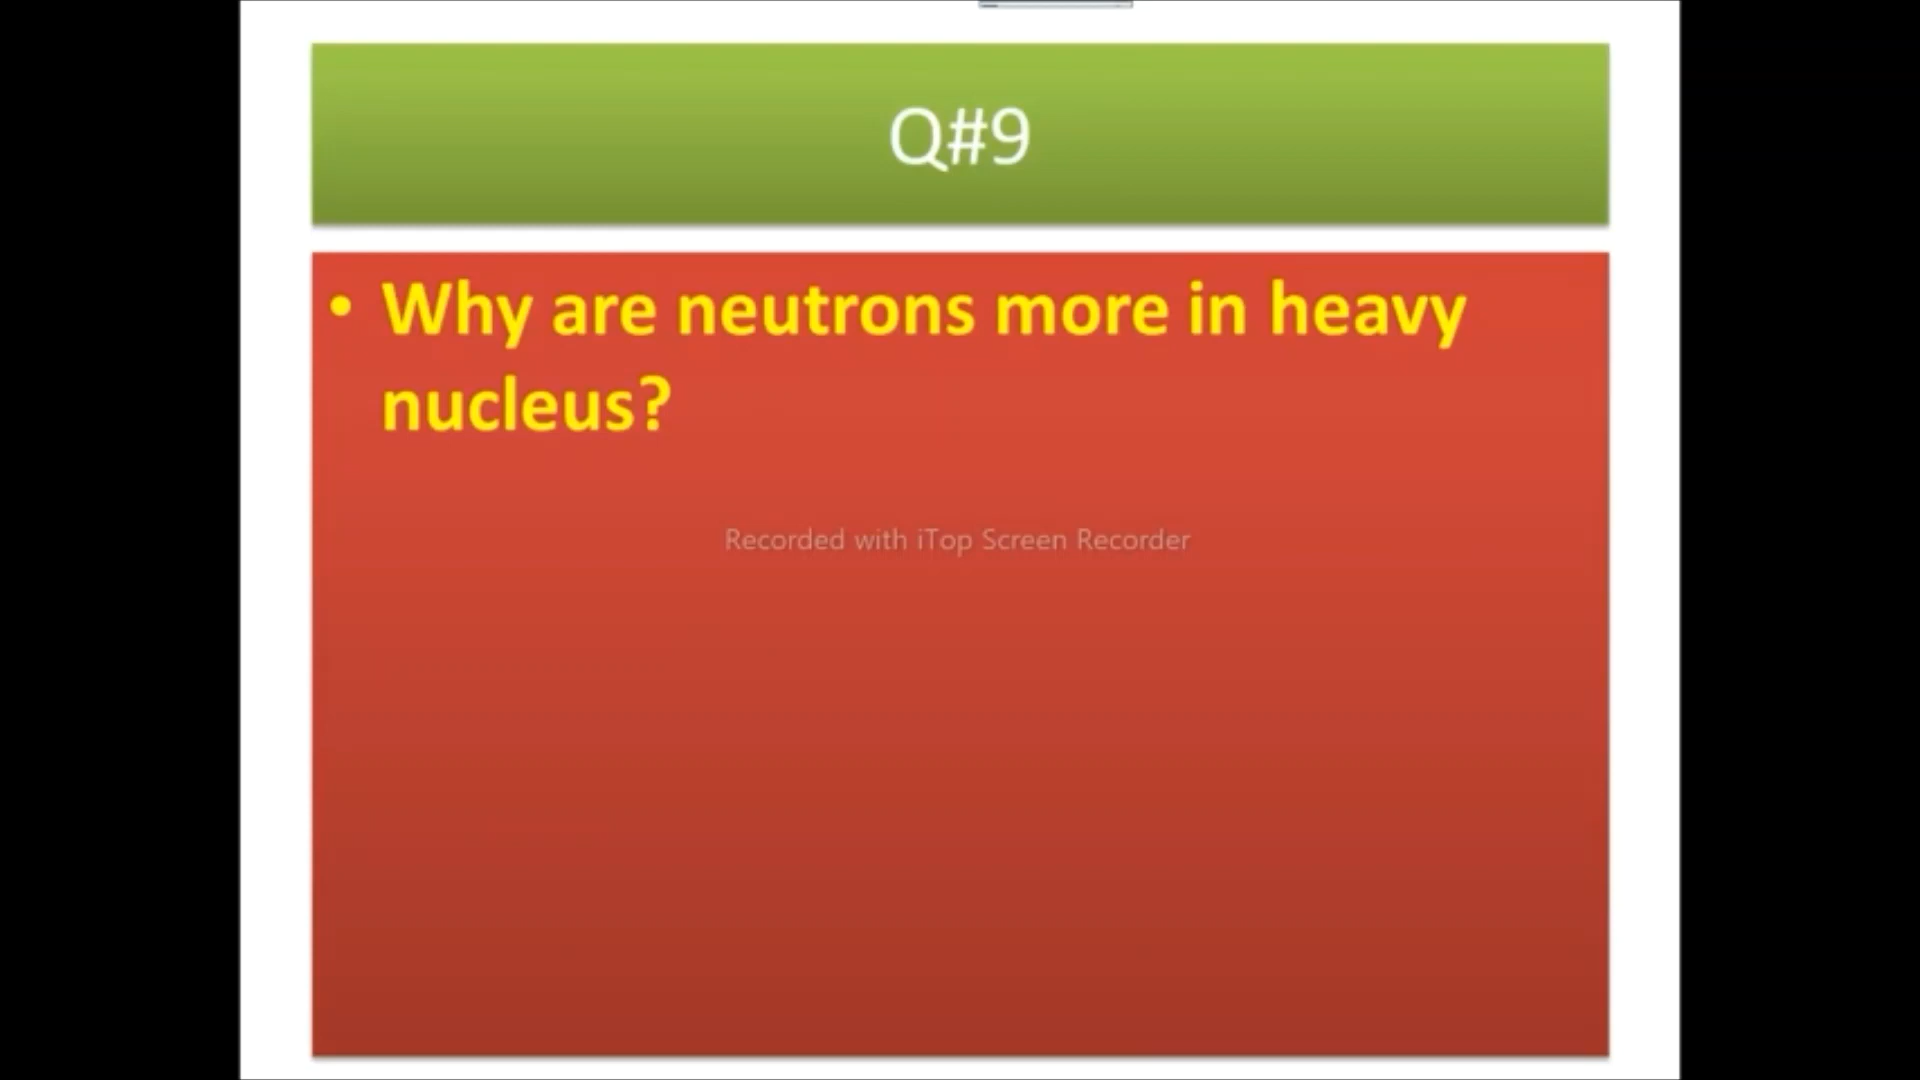 Q#9
• Why are neutrons more in heavy
nucleus?
Recorded with iTop Screen Recorder